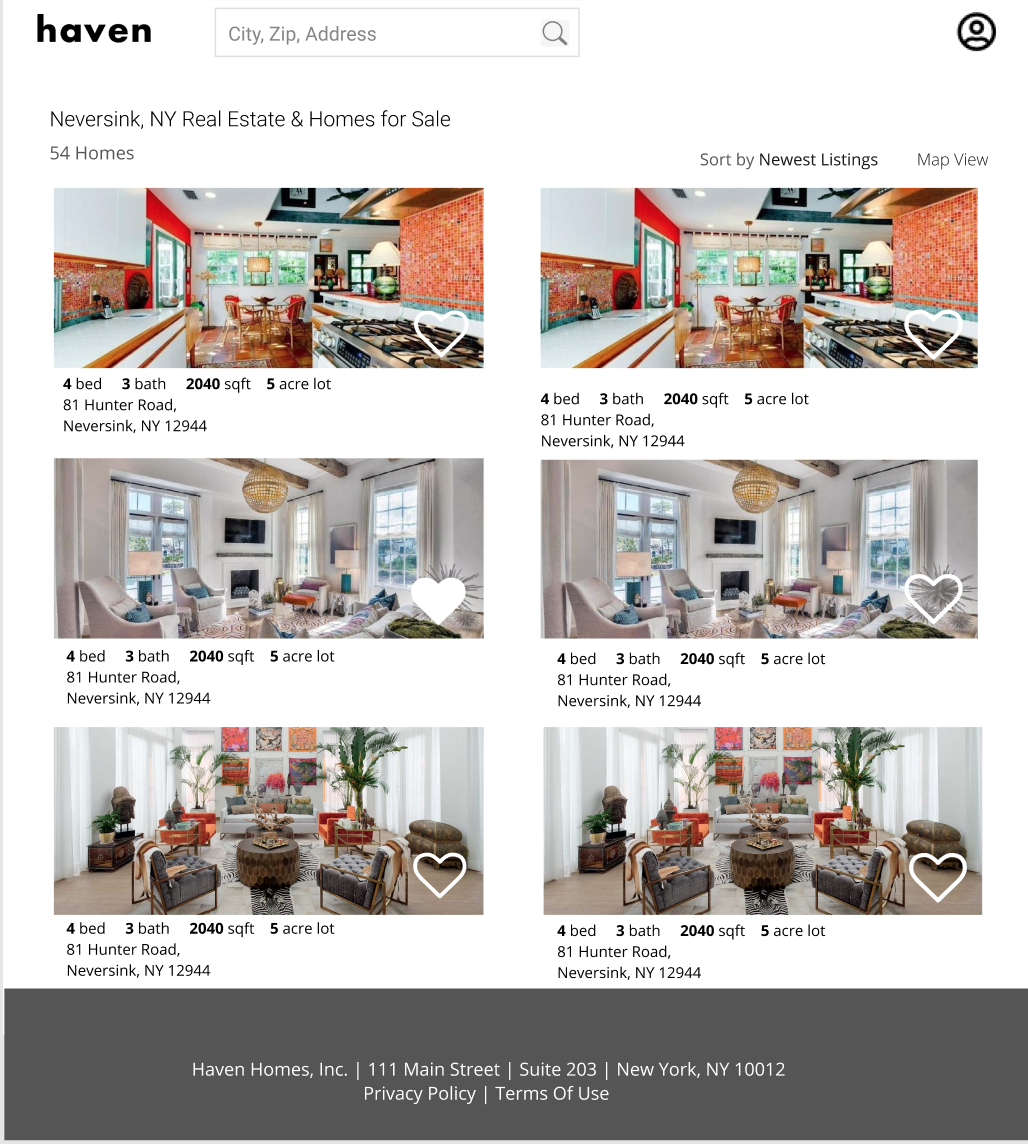 haven
City, Zip, Address
Neversink, NY Real Estate & Homes for Sale
54 Homes
Sort by Newest Listings Map View
4 bed 3 bath 2040 sqft 5 acre lot
81 Hunter Road,
Neversink, NY 12944
4 bed 3 bath 2040 sqft 5 acre lot
81 Hunter Road,
Neversink, NY 12944
4 bed 3 bath 2040 sqft 5 acre lot
81 Hunter Road,
Neversink, NY 12944
4 bed 3 bath 2040 sqft 5 acre lot
81 Hunter Road,
Neversink, NY 12944
4 bed 3 bath 2040 sqft 5 acre lot
81 Hunter Road,
Neversink, NY 12944
4 bed 3 bath 2040 sqft 5 acre lot
81 Hunter Road,
Neversink, NY 12944
Haven Homes, Inc. | 111 Main Street | Suite 203 | New York, NY 10012
Privacy Policy | Terms Of Use